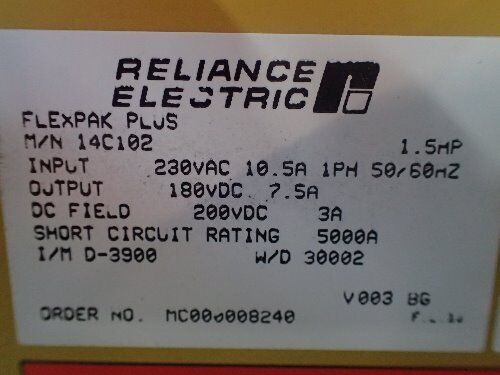 RELIANCE
ELECTRIC
FLEXPAK PLUS
M/N 14C102 1.5HP
INPUT 230VAC 10.5A 1PH 50/60HZ
OUTPUT 180VDC 7.5A
DC FIELD 200VDC 3A
SHORT CIRCUIT RATING 5000A
I/M D-3900 W/D 30002
V003 BG
ORDER NO.